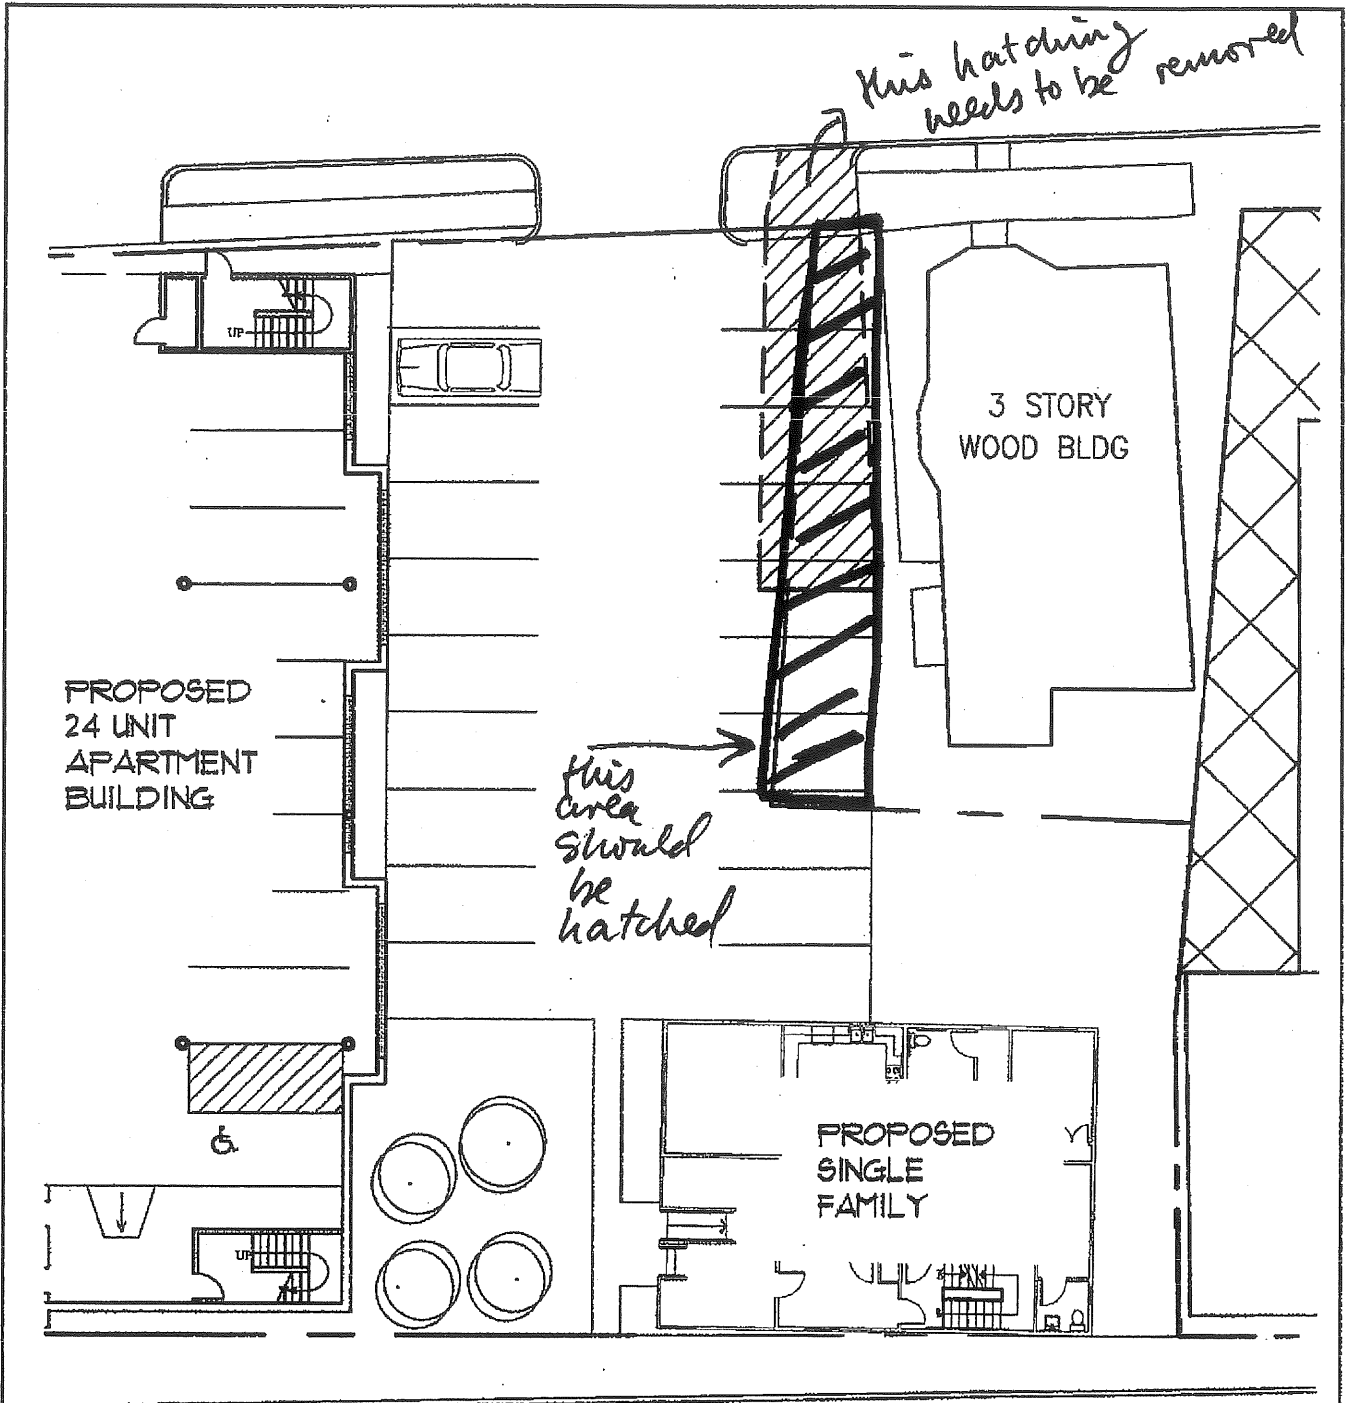 this hatching
needs to be removed
UP
3 STORY
WOOD BLDG
PROPOSED
24 UNIT
APARTMENT
BUILDING
this
area
should
be
hatched
PROPOSED
SINGLE
FAMILY
UP